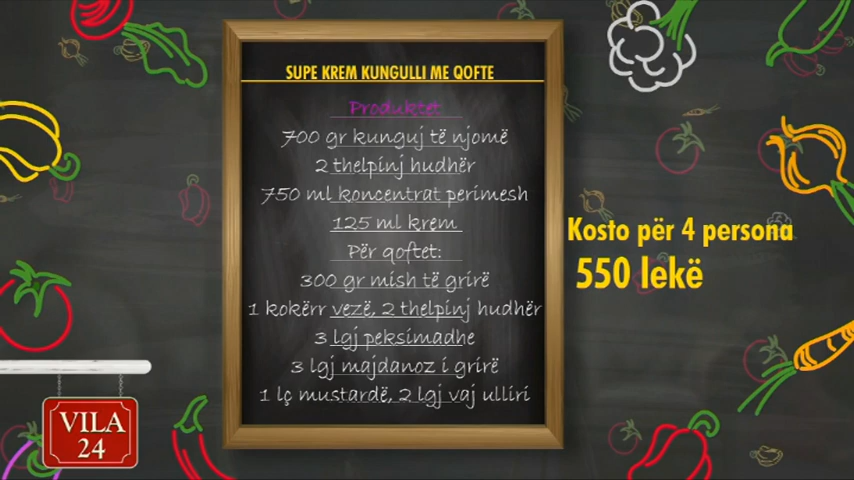 SUPE KREM KUNGULLI ME QOFTE
Produktet
700 gr kunguj të njomë
2 thelpinj hudhër
750 ml koncentrat perimesh
125 ml krem
Për qoftet:
300 gr mish të grirë
1 kokërr vezë, 2 thelpinj hudhër
3 lgj peksimadhe
3 lgj majdanoz i grirë
1 lç mustardë, 2 lgj vaj ulliri
Kosto për 4 persona
550 lekë
VILA
24